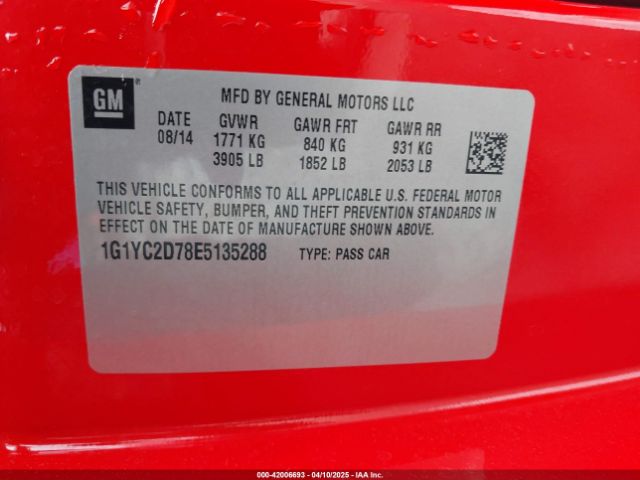 GM
MFD BY GENERAL MOTORS LLC
DATE GVWR GAWR FRT GAWR RR
08/14 1771 KG 840 KG 931 KG
3905 LB 1852 LB 2053 LB
THIS VEHICLE CONFORMS TO ALL APPLICABLE U.S. FEDERAL MOTOR
VEHICLE SAFETY, BUMPER, AND THEFT PREVENTION STANDARDS IN
EFFECT ON THE DATE OF MANUFACTURE SHOWN ABOVE.
1G1YC2D78E5135288 TYPE: PASS CAR
000-42006693 - 04/10/2025 - IAA Inc.